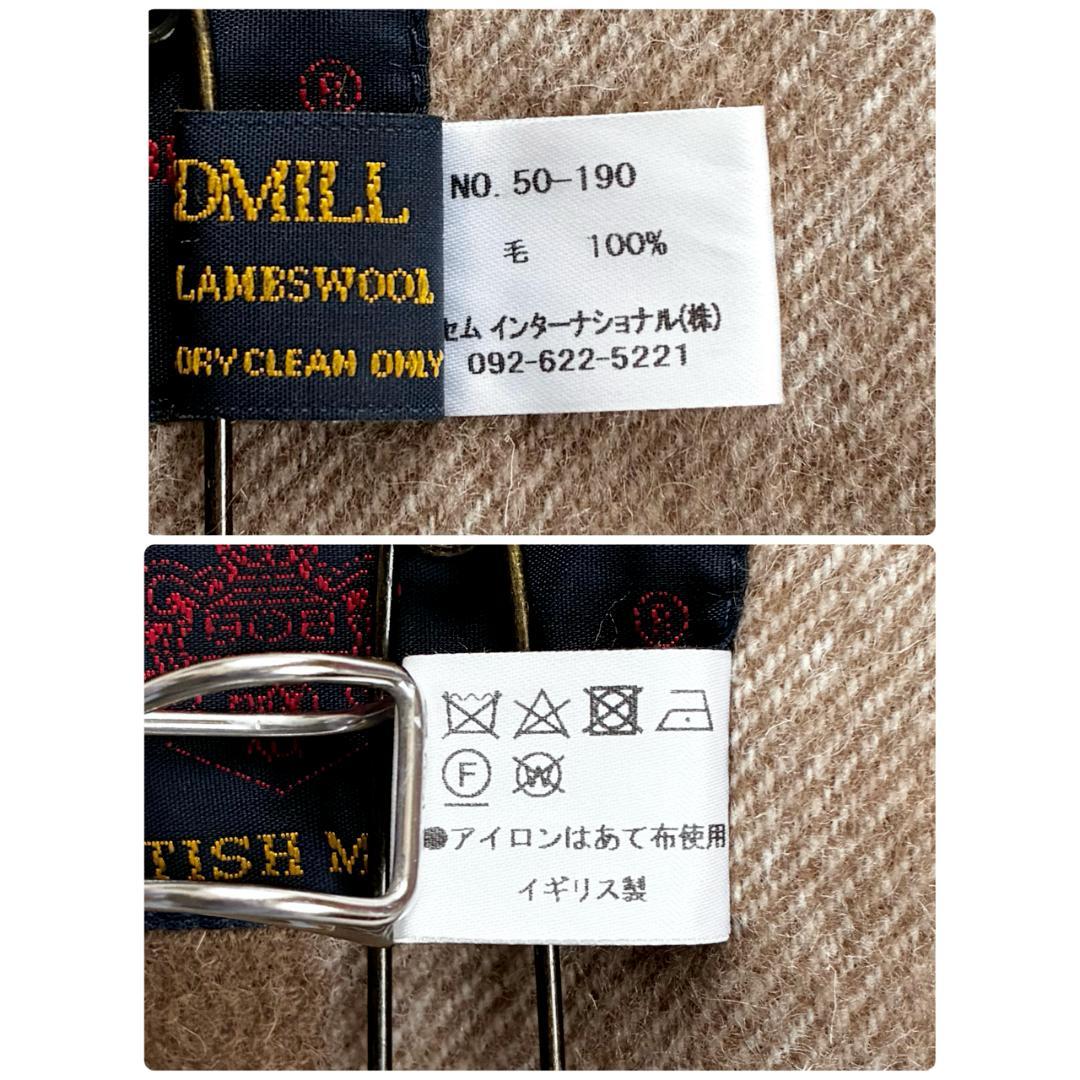 ®
DMILL
LAMBSWOOL
DRY CLEAN ONLY
NO. 50-190
毛 100%
セム インターナショナル(株)
092-622-5221
®
F
W
●アイロンはあて布使用
イギリス製
TISH M